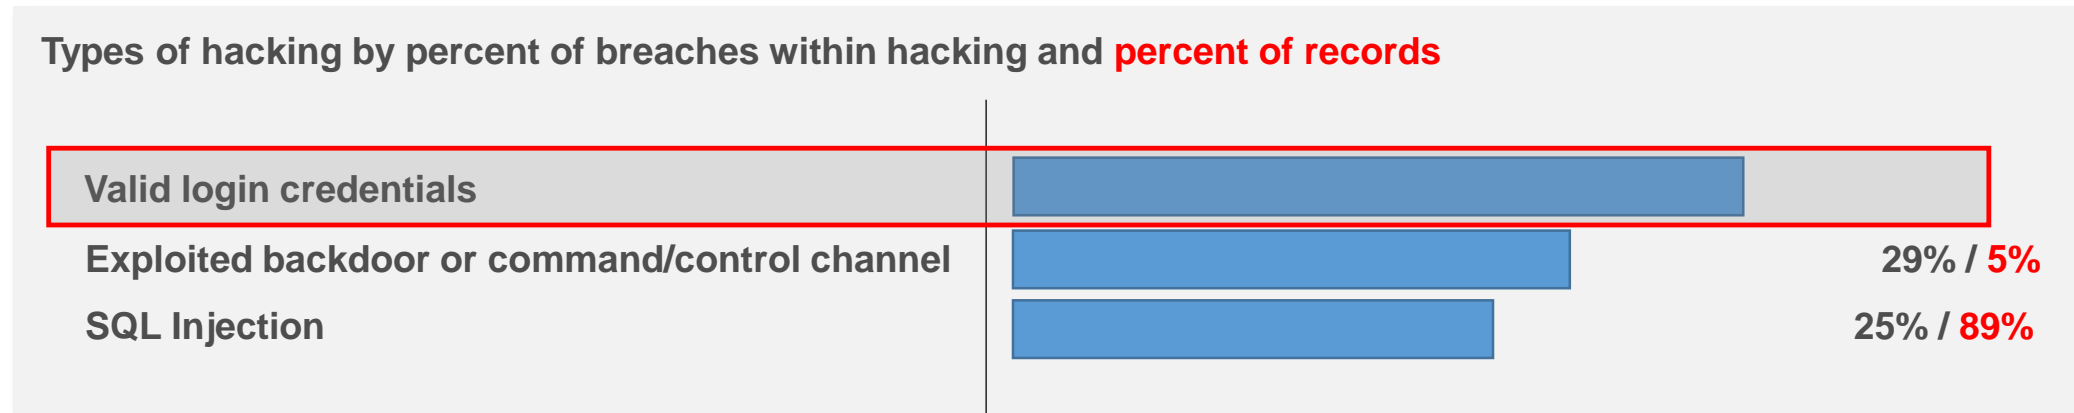 Types of hacking by percent of breaches within hacking and percent of records
Valid login credentials
Exploited backdoor or command/control channel 29% / 5%
SQL Injection 25% / 89%